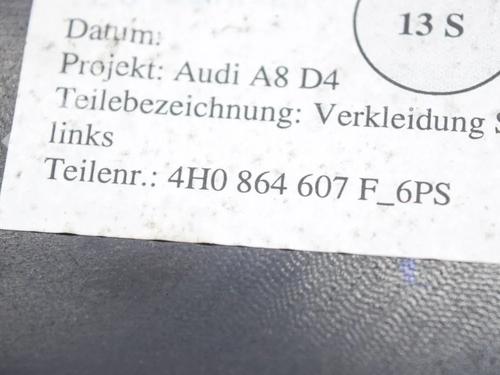 13 S
Datum:
Projekt: Audi A8 D4
Teilebezeichnung: Verkleidung
links
Teilenr.: 4H0 864 607 F_6PS